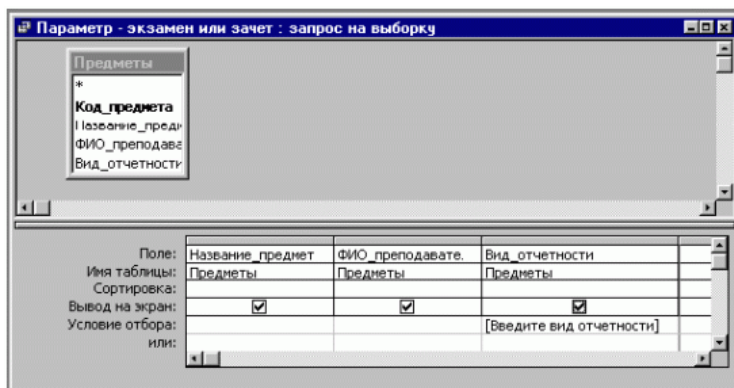 Параметр - экзамен или зачет : запрос на выборку
Предметы
*
Код_предмета
Название_предм
ФИО_преподава
Вид_отчетности
Поле: Название_предмет ФИО_преподавате. Вид_отчетности
Имя таблицы: Предметы Предметы Предметы
Сортировка:
Вывод на экран:
Условие отбора: [Введите вид отчетности]
или: